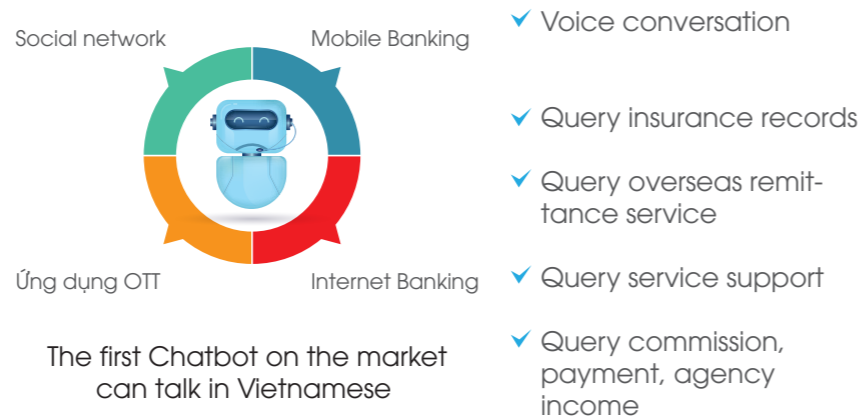 Social network
Mobile Banking
Ứng dụng OTT
Internet Banking
The first Chatbot on the market
can talk in Vietnamese
Voice conversation
Query insurance records
Query overseas remit-
tance service
Query service support
Query commission,
payment, agency
income